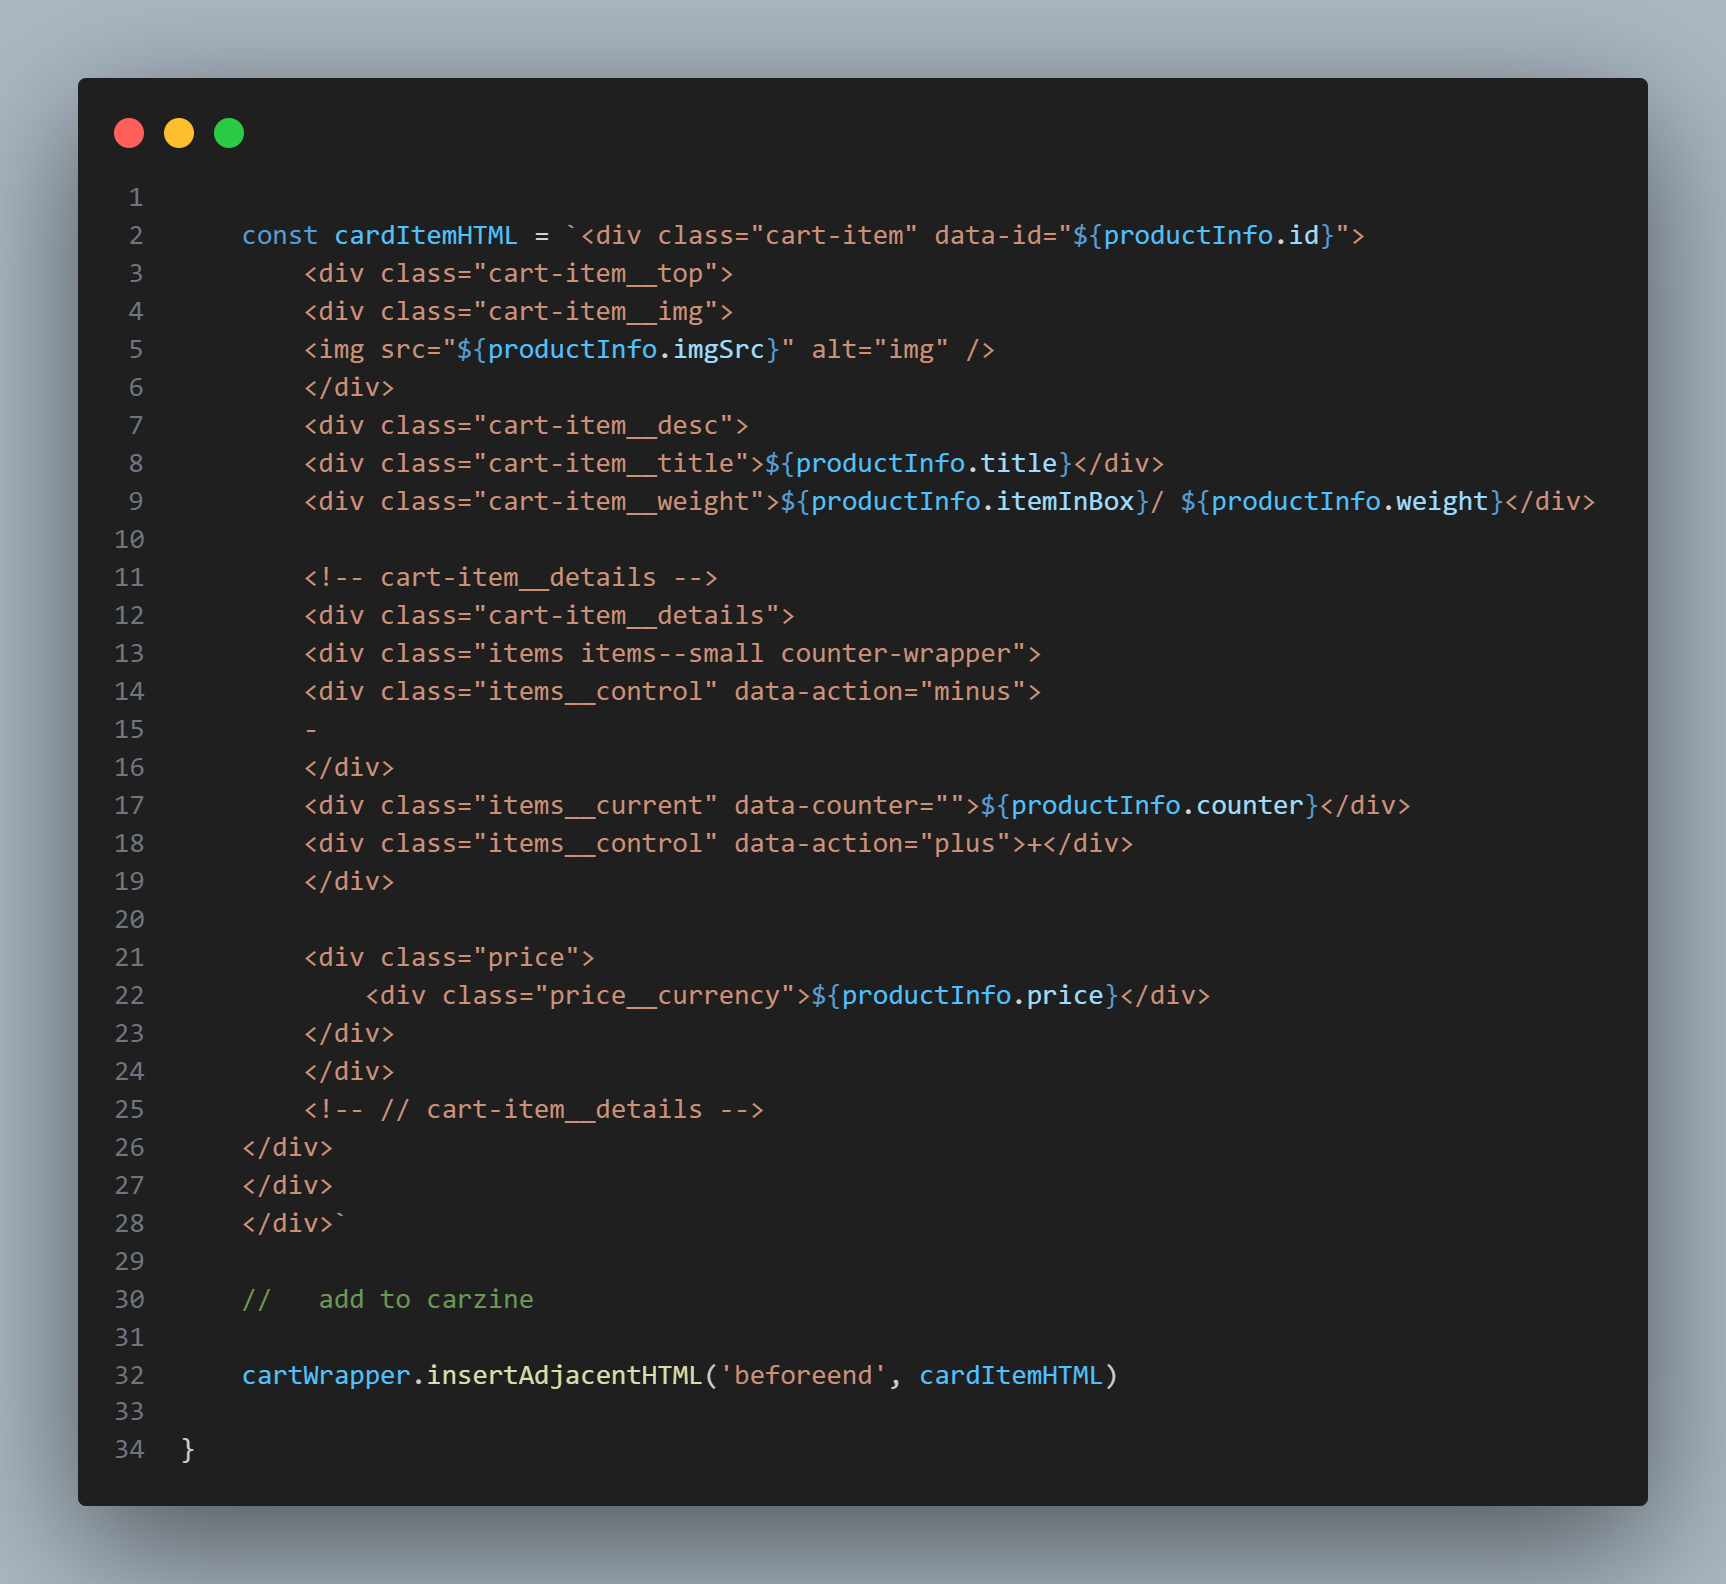 1
2 const cardItemHTML = `<div class="cart-item" data-id="${productInfo.id}">
3 <div class="cart-item__top">
4 <div class="cart-item__img">
5 <img src="${productInfo.imgSrc}" alt="img" />
6 </div>
7 <div class="cart-item__desc">
8 <div class="cart-item__title">${productInfo.title}</div>
9 <div class="cart-item__weight">${productInfo.itemInBox}/ ${productInfo.weight}</div>
10
11 <!-- cart-item__details -->
12 <div class="cart-item__details">
13 <div class="items items--small counter-wrapper">
14 <div class="items__control" data-action="minus">
15 -
16 </div>
17 <div class="items__current" data-counter="">${productInfo.counter}</div>
18 <div class="items__control" data-action="plus">+</div>
19 </div>
20
21 <div class="price">
22 <div class="price__currency">${productInfo.price}</div>
23 </div>
24 </div>
25 <!-- // cart-item__details -->
26 </div>
27 </div>
28 </div>`
29
30 //   add to carzine
31
32 cartWrapper.insertAdjacentHTML('beforeend', cardItemHTML)
33
34 }